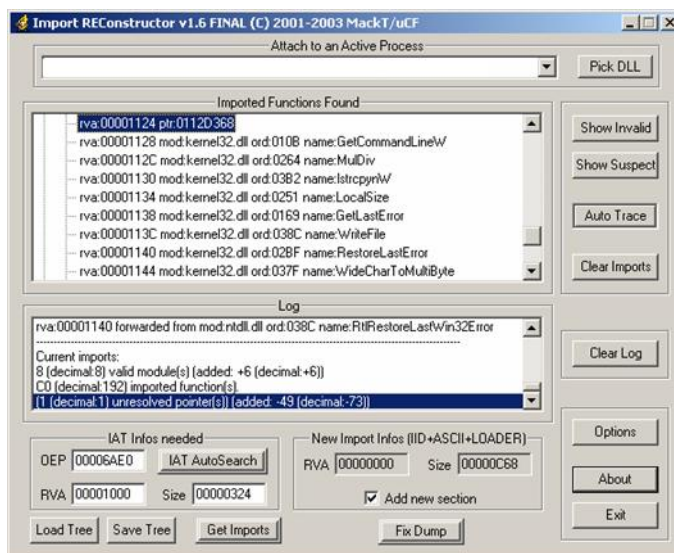 Import REConstructor v1.6 FINAL (C) 2001-2003 MackT/uCF
Attach to an Active Process
Pick DLL
Imported Functions Found
rva:00001124 ptr:0112D368
rva:00001128 mod:kernel32.dll ord:010B name:GetCommandLineW
rva:0000112C mod:kernel32.dll ord:0264 name:MulDiv
rva:00001130 mod:kernel32.dll ord:03B2 name:lstrcpynW
rva:00001134 mod:kernel32.dll ord:0251 name:LocalSize
rva:00001138 mod:kernel32.dll ord:0169 name:GetLastError
rva:0000113C mod:kernel32.dll ord:038C name:WriteFile
rva:00001140 mod:kernel32.dll ord:02BF name:RestoreLastError
rva:00001144 mod:kernel32.dll ord:037F name:WideCharToMultiByte
Show Invalid
Show Suspect
Auto Trace
Clear Imports
Log
rva:00001140 forwarded from mod:ntdll.dll ord:038C name:RtlRestoreLastWin32Error
---------------------------------------------------------------------------
Current imports:
8 (decimal:8) valid module(s) (added: +6 (decimal:+6))
C0 (decimal:192) imported function(s).
(1 (decimal:1) unresolved pointer(s)) (added: -49 (decimal:-73))
Clear Log
IAT Infos needed
OEP 00006AE0 IAT AutoSearch
RVA 00001000 Size 00000324
New Import Infos (IID+ASCII+LOADER)
RVA 00000000 Size 00000C68
Add new section
Options
About
Exit
Load Tree Save Tree Get Imports Fix Dump